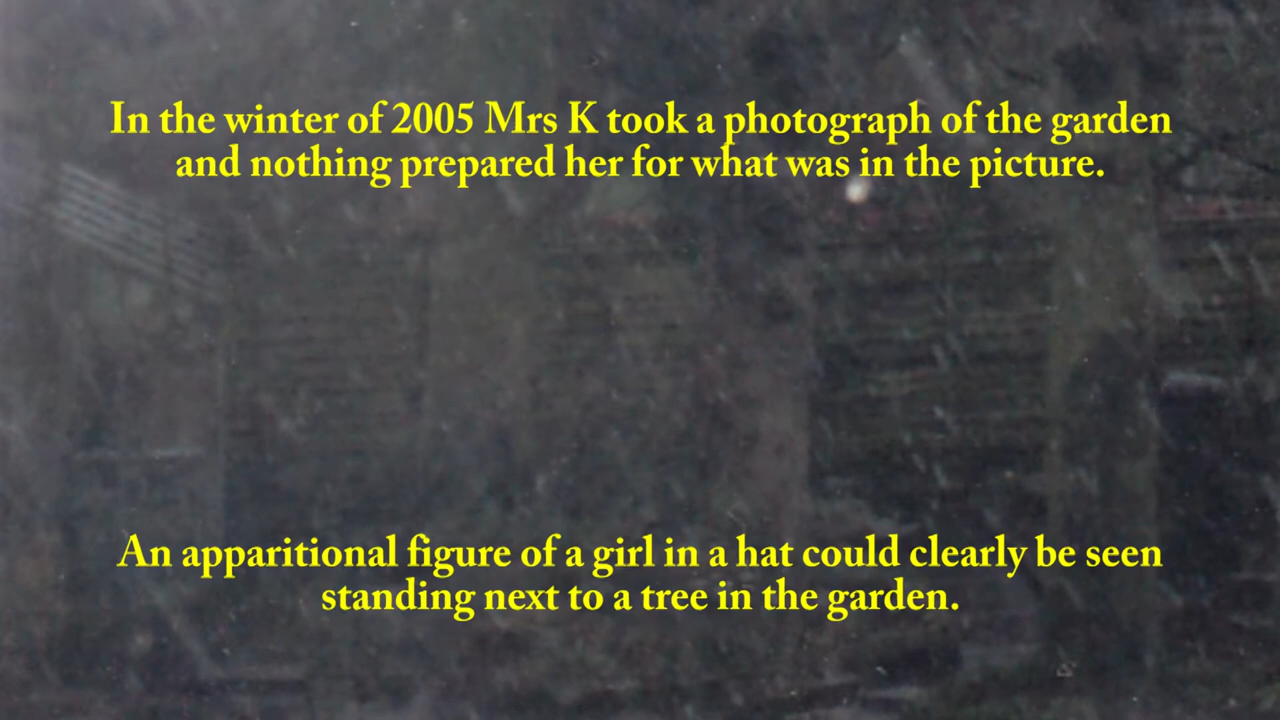 In the winter of 2005 Mrs K took a photograph of the garden
and nothing prepared her for what was in the picture.
An apparitional figure of a girl in a hat could clearly be seen
standing next to a tree in the garden.